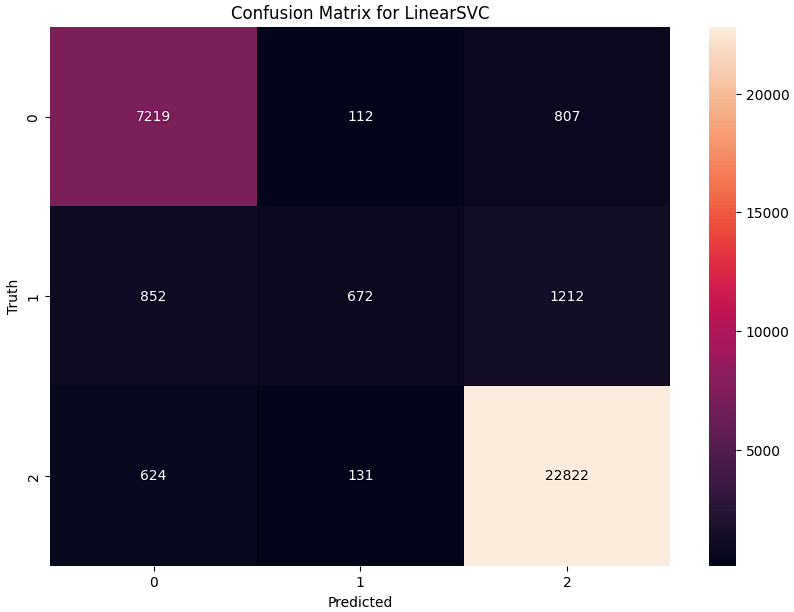 Confusion Matrix for LinearSVC
0
7219 112 807
20000
15000
Truth
1
852 672 1212
10000
5000
2
624 131 22822
0 1 2
Predicted